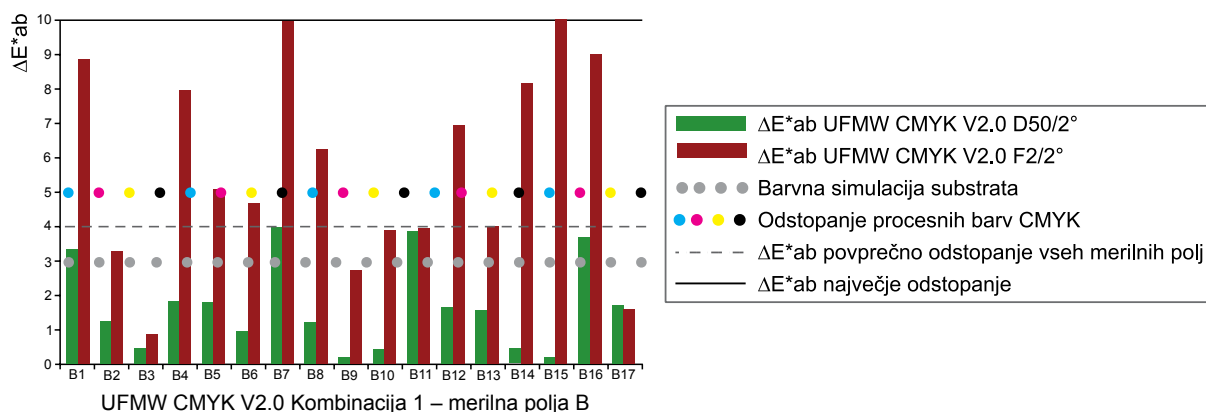 ΔE*ab
10
9
8
7
6
5
4
3
2
1
0
B1 B2 B3 B4 B5 B6 B7 B8 B9 B10 B11 B12 B13 B14 B15 B16 B17
UFMW CMYK V2.0 Kombinacija 1 – merilna polja B
ΔE*ab UFMW CMYK V2.0 D50/2°
ΔE*ab UFMW CMYK V2.0 F2/2°
Barvna simulacija substrata
Odstopanje procesnih barv CMYK
ΔE*ab povprečno odstopanje vseh merilnih polj
ΔE*ab največje odstopanje